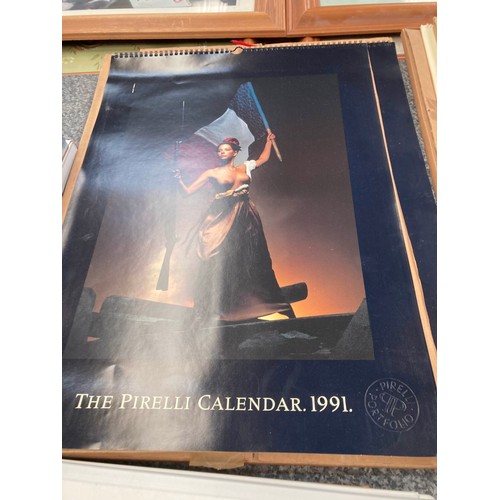 THE PIRELLI CALENDAR. 1991.
PIRELLI
PORTFOLIO